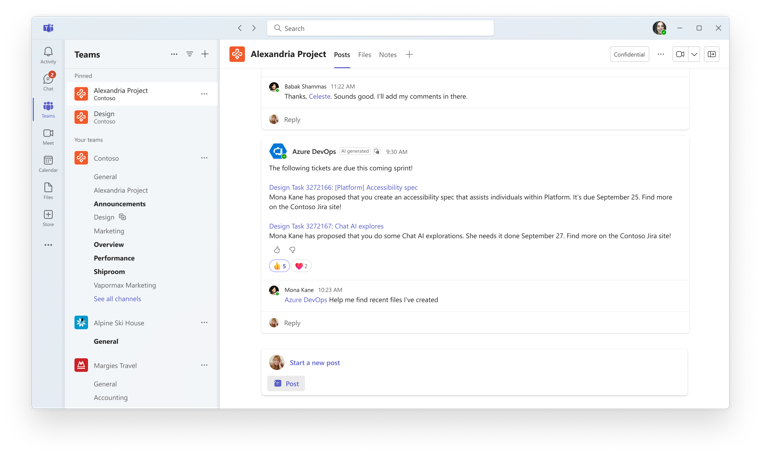 Search
Activity
Chat
2
Teams
Meet
Calendar
Files
Store
Teams
Pinned
Alexandria Project
Contoso
Design
Contoso
Your teams
Contoso
General
Alexandria Project
Announcements
Design
Marketing
Overview
Performance
Shiproom
Vapormax Marketing
See all channels
Alpine Ski House
General
Margies Travel
General
Accounting
Alexandria Project Posts Files Notes
Confidential
Babak Shammas 11:22 AM
Thanks, Celeste. Sounds good. I'll add my comments in there.
Reply
Azure DevOps AI generated 9:30 AM
The following tickets are due this coming sprint!
Design Task 3272166: [Platform] Accessibility spec
Mona Kane has proposed that you create an accessibility spec that assists individuals within Platform. It's due September 25. Find more
on the Contoso Jira site!
Design Task 3272167: Chat AI explores
Mona Kane has proposed that you do some Chat AI explorations. She needs it done September 27. Find more on the Contoso Jira site!
5 2
Mona Kane 10:23 AM
Azure DevOps Help me find recent files I've created
Reply
Start a new post
Post